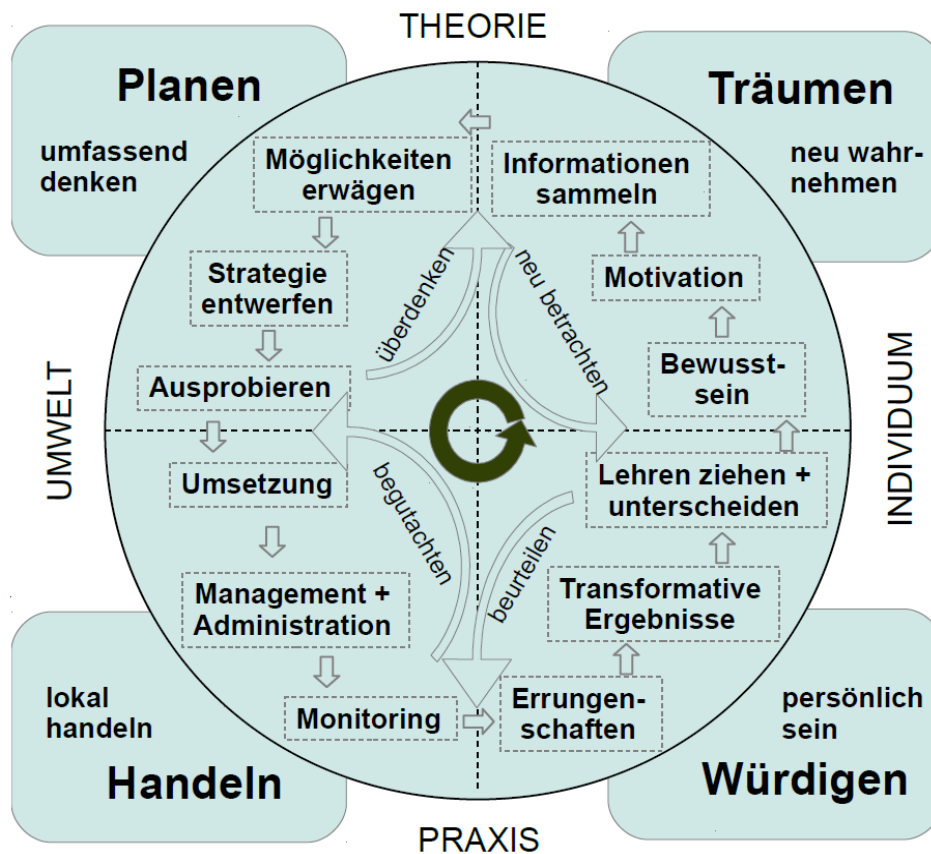 THEORIE
Planen
umfassend
denken
Träumen
neu wahr-
nehmen
Möglichkeiten
erwägen
Informationen
sammeln
Strategie
entwerfen
Motivation
Ausprobieren
Bewusst-
sein
überdenken
neu betrachten
UMWELT
INDIVIDUUM
Umsetzung
Lehren ziehen +
unterscheiden
begutachten
beurteilen
Management +
Administration
Transformative
Ergebnisse
Monitoring
Errungen-
schaften
lokal
handeln
Handeln
persönlich
sein
Würdigen
PRAXIS